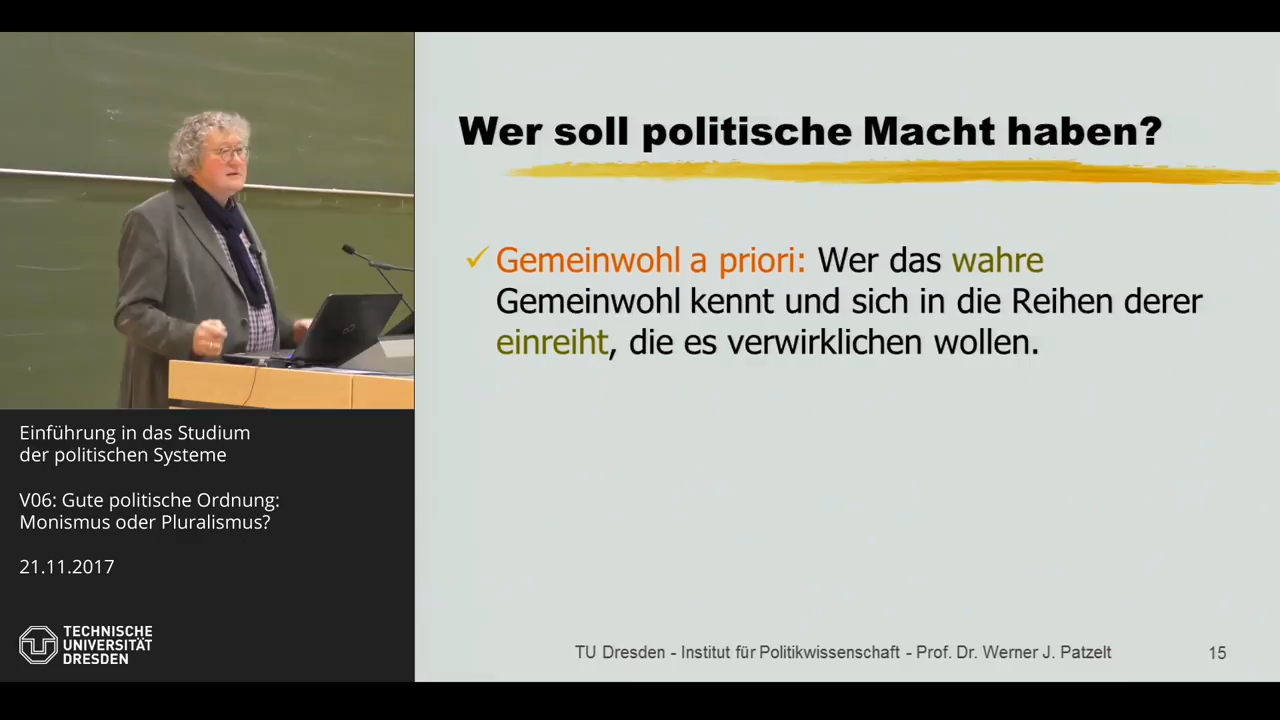 Wer soll politische Macht haben?
✓ Gemeinwohl a priori: Wer das wahre
Gemeinwohl kennt und sich in die Reihen derer
einreiht, die es verwirklichen wollen.
Einführung in das Studium
der politischen Systeme
V06: Gute politische Ordnung:
Monismus oder Pluralismus?
21.11.2017
TECHNISCHE
UNIVERSITÄT
DRESDEN
TU Dresden - Institut für Politikwissenschaft - Prof. Dr. Werner J. Patzelt
15